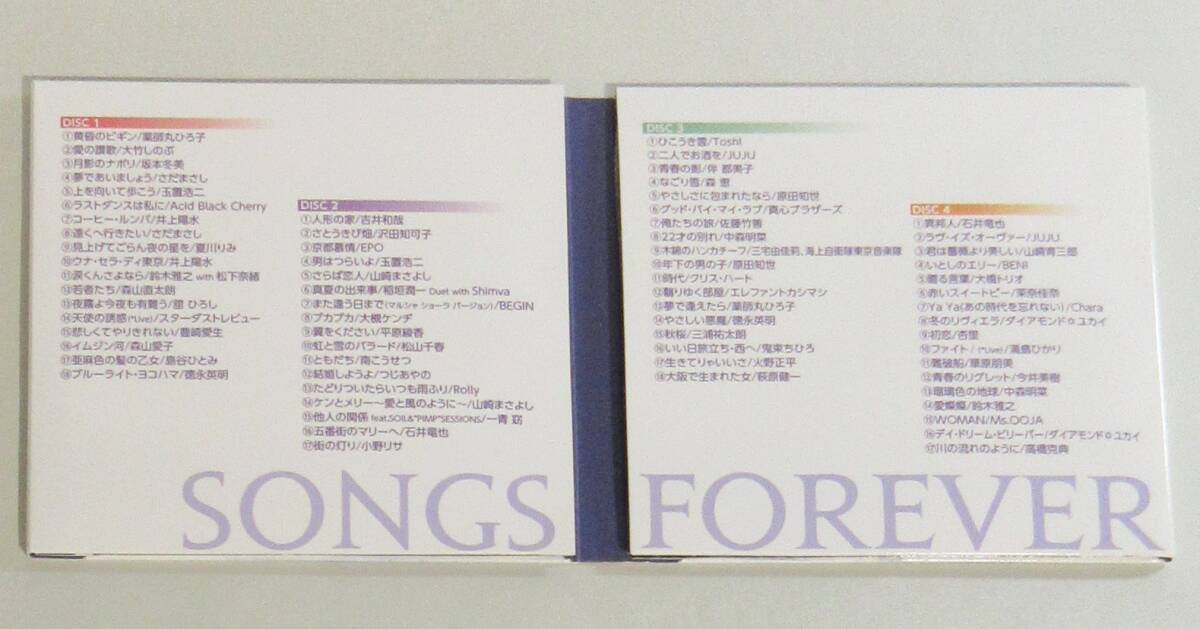 DISC 1
①黄昏のビギン/薬師丸ひろ子
②愛の讃歌/大竹しのぶ
③月影のナポリ/坂本冬美
④夢であいましょう/さだまさし
⑤上を向いて歩こう/玉置浩二
⑥ラストダンスは私に/Acid Black Cherry
⑦コーヒー・ルンバ/井上陽水
⑧遠くへ行きたい/さだまさし
⑨見上げてごらん夜の星を/夏川りみ
⑩ウナ・セラ・ディ東京/井上陽水
⑪涙くんさよなら/鈴木雅之 with 松下奈緒
⑫若者たち/森山直太朗
⑬夜霧よ今夜も有難う/舘 ひろし
⑭天使の誘惑(*Live)/スターダストレビュー
⑮悲しくてやりきれない/豊崎愛生
⑯イムジン河/森山愛子
⑰亜麻色の髪の乙女/島谷ひとみ
⑱ブルーライト・ヨコハマ/徳永英明
DISC 2
①人形の家/吉井和哉
②さとうきび畑/沢田知可子
③京都慕情/EPO
④男はつらいよ/玉置浩二
⑤さらば恋人/山崎まさよし
⑥真夏の出来事/稲垣潤一 Duet with Shimva
⑦また逢う日まで(マルシャ ショーラ バージョン)/BEGIN
⑧プカプカ/大槻ケンヂ
⑨翼をください/平原綾香
⑩虹と雪のバラード/松山千春
⑪ともだち/南こうせつ
⑫結婚しようよ/つじあやの
⑬たどりついたらいつも雨ふり/Rolly
⑭ケンとメリー〜愛と風のように〜/山崎まさよし
⑮他人の関係 feat.SOIL&"PIMP"SESSIONS/一青 窈
⑯五番街のマリーへ/石井竜也
⑰街の灯り/小野リサ
DISC 3
①ひこうき雲/Toshl
②二人でお酒を/JUJU
③青春の影/伴 都美子
④なごり雪/森 恵
⑤やさしさに包まれたなら/原田知世
⑥グッド・バイ・マイ・ラブ/真心ブラザーズ
⑦俺たちの旅/佐藤竹善
⑧22才の別れ/中森明菜
⑨木綿のハンカチーフ/三宅由佳莉、海上自衛隊東京音楽隊
⑩年下の男の子/原田知世
⑪時代/クリス・ハート
⑫翳りゆく部屋/エレファントカシマシ
⑬夢で逢えたら/薬師丸ひろ子
⑭やさしい悪魔/徳永英明
⑮秋桜/三浦祐太朗
⑯いい日旅立ち・西へ/鬼束ちひろ
⑰生きてりゃいいさ/大野正平
⑱大阪で生まれた女/萩原健一
DISC 4
①異邦人/石井竜也
②ラヴ・イズ・オーヴァー/JUJU
③君は薔薇より美しい/山崎育三郎
④いとしのエリー/BENI
⑤贈る言葉/大橋トリオ
⑥赤いスイートピー/茉奈佳奈
⑦Ya Ya(あの時代を忘れない)/Chara
⑧冬のリヴィエラ/ダイアモンド✡ユカイ
⑨初恋/杏里
⑩ファイト! (*Live)/満島ひかり
⑪難破船/華原朋美
⑫青春のリグレット/今井美樹
⑬瑠璃色の地球/中森明菜
⑭愛燦燦/鈴木雅之
⑮WOMAN/Ms.OOJA
⑯デイ・ドリーム・ビリーバー/ダイアモンド✡ユカイ
⑰川の流れのように/高橋克典
SONGS FOREVER